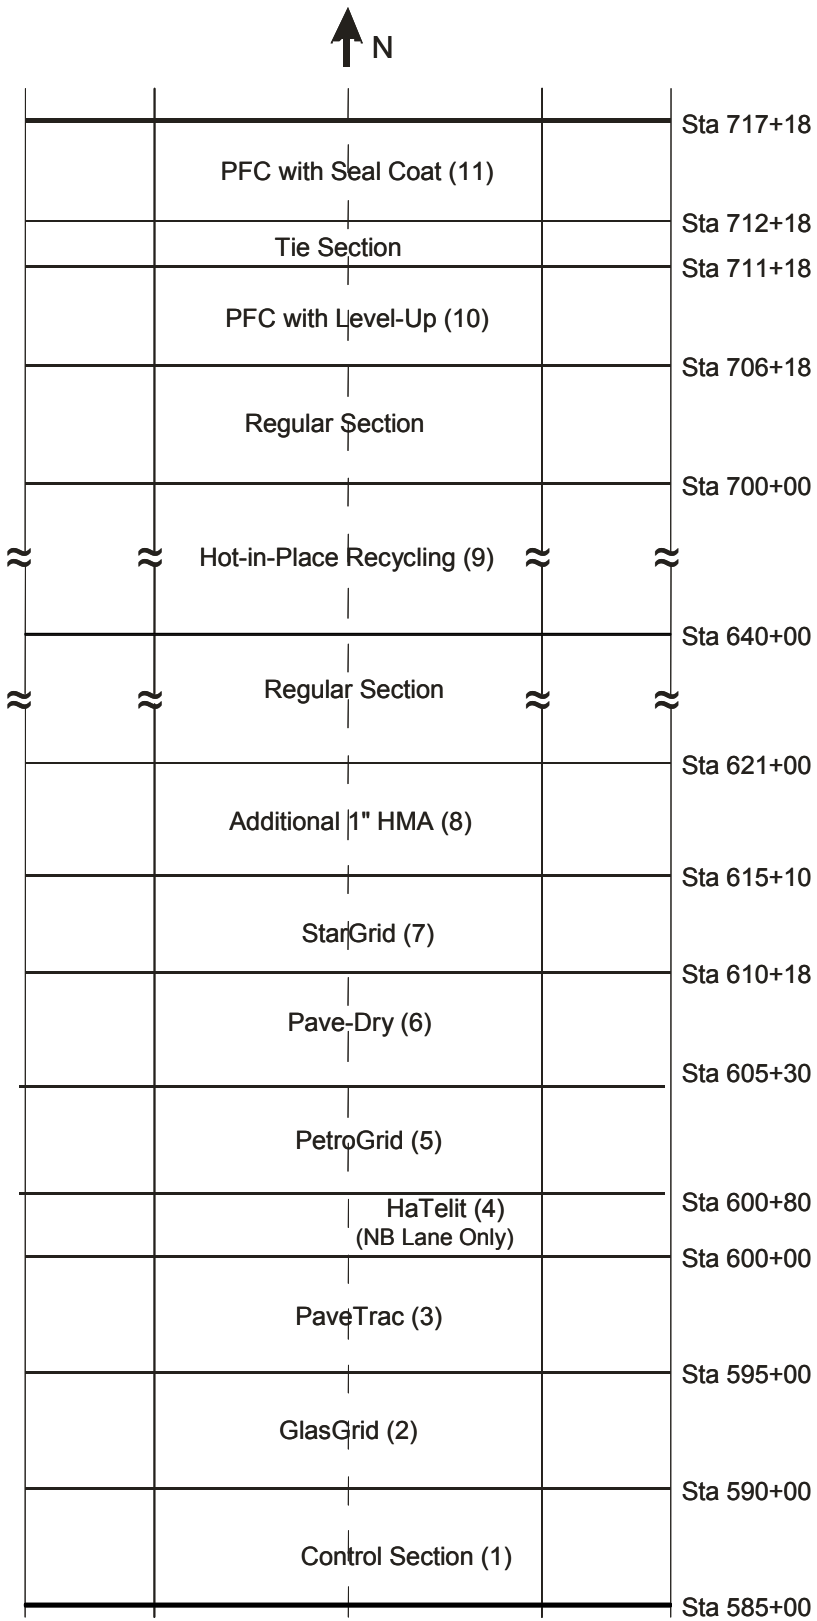 N
Sta 717+18
PFC with Seal Coat (11)
Sta 712+18
Tie Section
Sta 711+18
PFC with Level-Up (10)
Sta 706+18
Regular Section
Sta 700+00
Hot-in-Place Recycling (9)
Sta 640+00
Regular Section
Sta 621+00
Additional 1" HMA (8)
Sta 615+10
StarGrid (7)
Sta 610+18
Pave-Dry (6)
Sta 605+30
PetroGrid (5)
Sta 600+80
HaTelit (4)
(NB Lane Only)
Sta 600+00
PaveTrac (3)
Sta 595+00
GlasGrid (2)
Sta 590+00
Control Section (1)
Sta 585+00